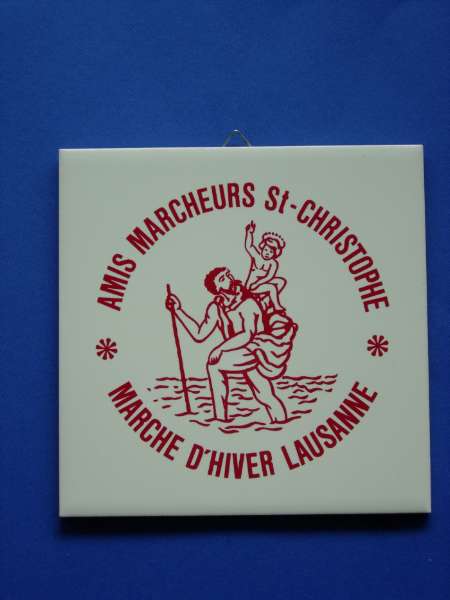 AMIS MARCHEURS St-CHRISTOPHE
MARCHE D'HIVER LAUSANNE